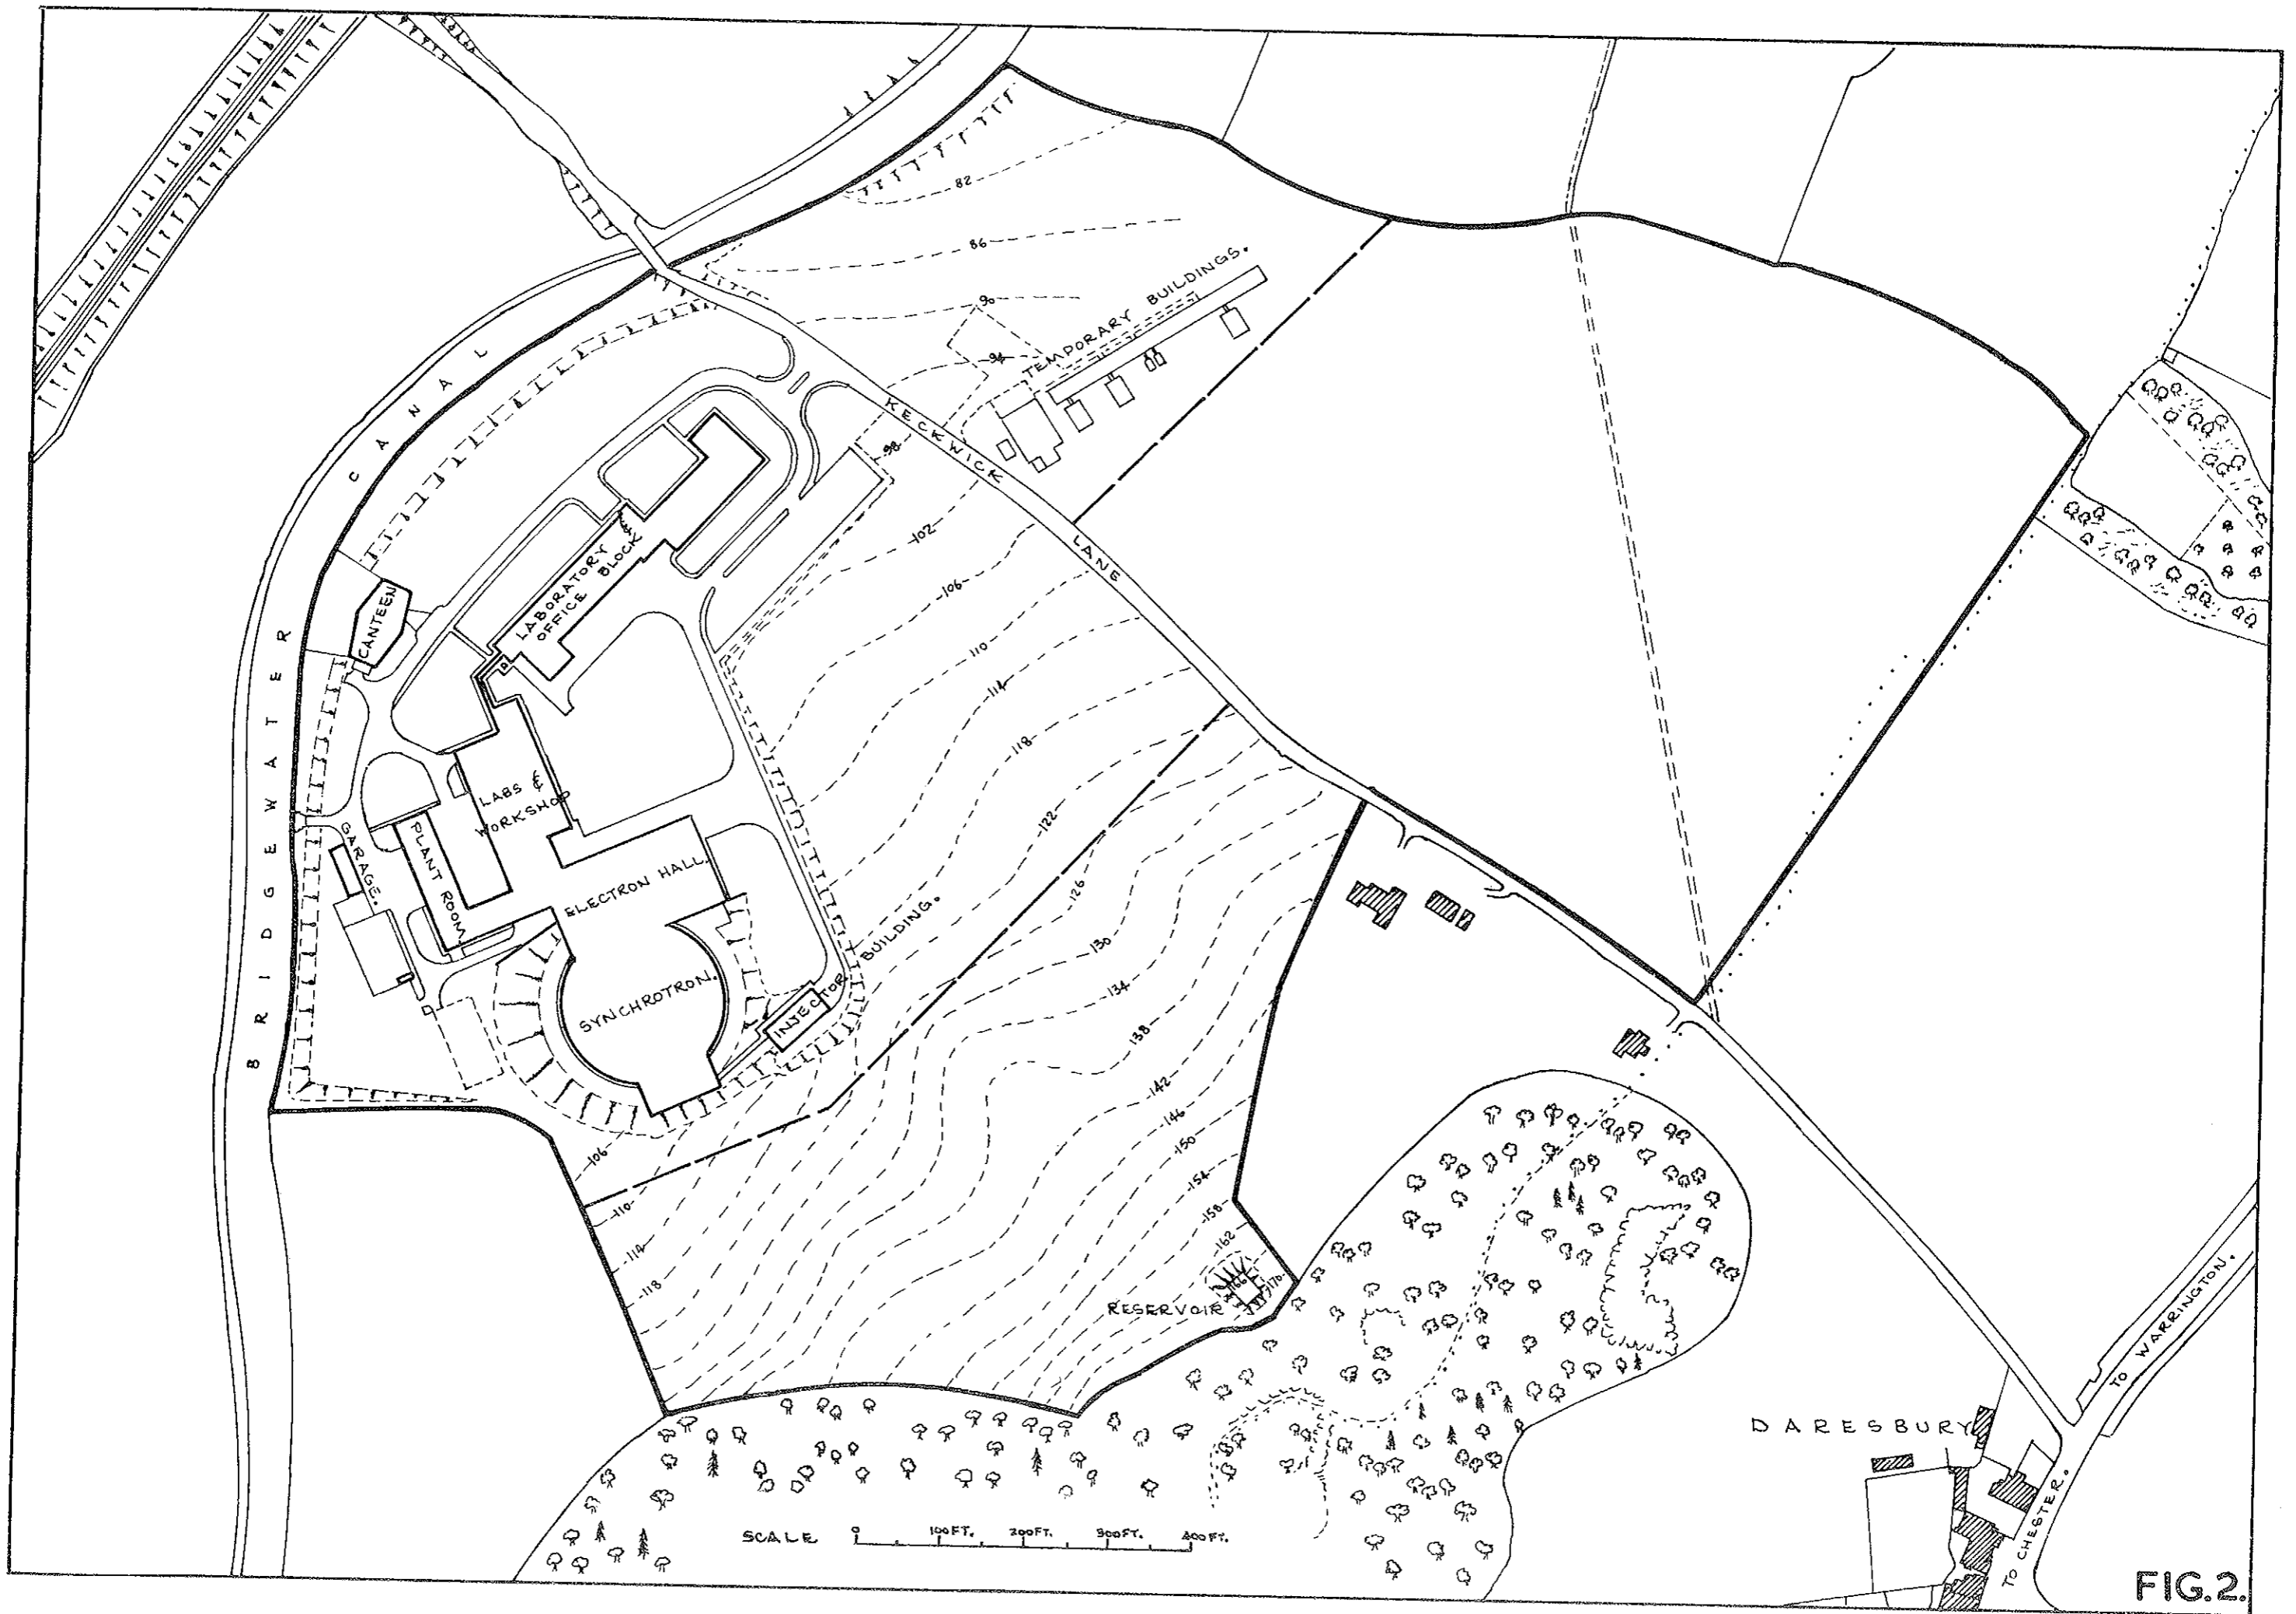 82
86
90
94
98
TEMPORARY BUILDINGS.
KECKWICK LANE
BRIDGEWATER CANAL
102
106
110
114
118
122
126
130
134
138
142
146
150
154
158
162
166
170
LABORATORY &
OFFICE BLOCK
CANTEEN
LABS &
WORKSHOP
GARAGE.
PLANT ROOM.
ELECTRON HALL.
SYNCHROTRON.
INJECTOR BUILDING.
106
110
114
118
RESERVOIR
DARESBURY
TO WARRINGTON.
TO CHESTER.
SCALE 0 100FT. 200FT. 300FT. 400FT.
FIG.2.